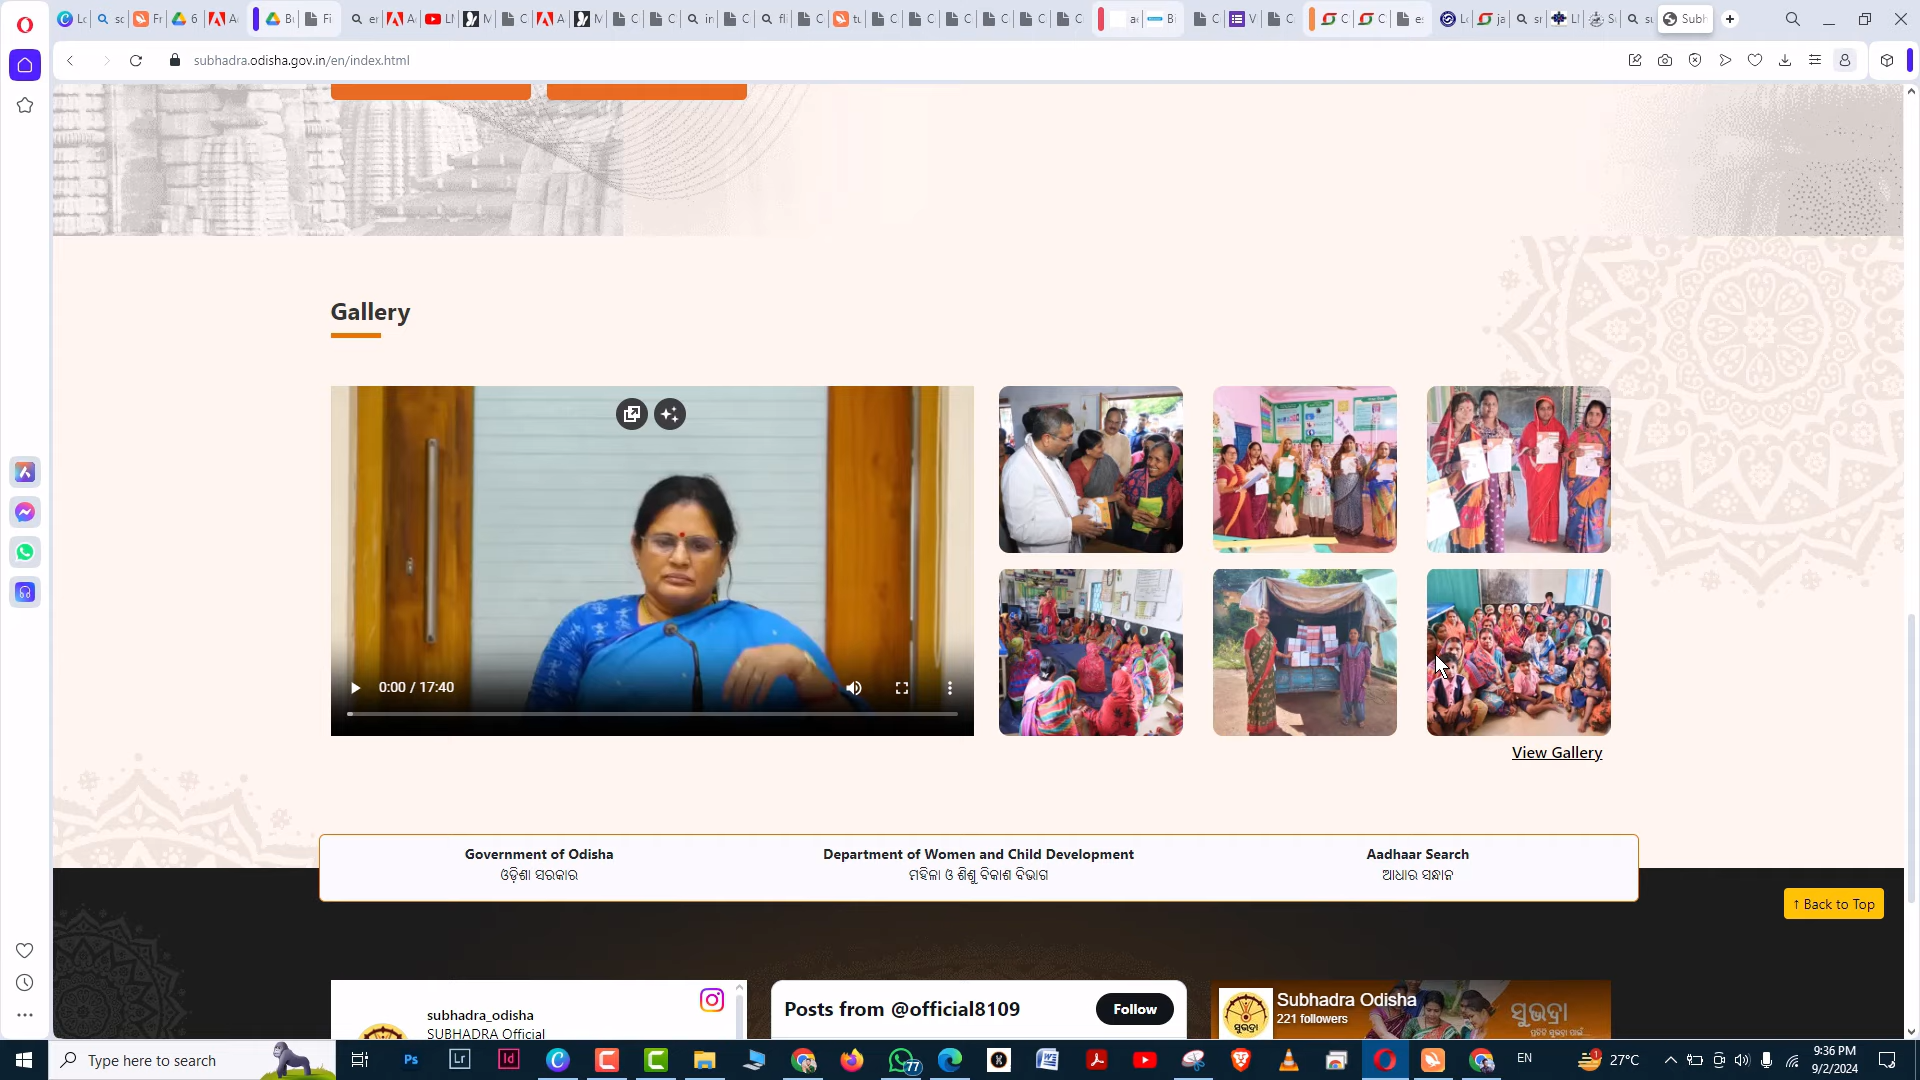 subhadra.odisha.gov.in/en/index.html
Gallery
0:00 / 17:40
View Gallery
Government of Odisha
ଓଡ଼ିଶା ସରକାର
Department of Women and Child Development
ମହିଳା ଓ ଶିଶୁ ବିକାଶ ବିଭାଗ
Aadhaar Search
ଆଧାର ସନ୍ଧାନ
↑ Back to Top
subhadra_odisha
SUBHADRA Official
Posts from @official8109
Follow
Subhadra Odisha
221 followers
ସୁଭଦ୍ରା
Type here to search
77
EN
27°C
9:36 PM
9/2/2024